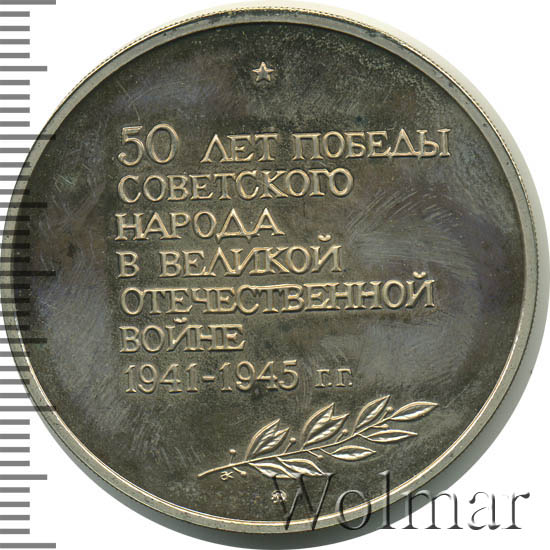 50 ЛЕТ ПОБЕДЫ
СОВЕТСКОГО
НАРОДА
В ВЕЛИКОЙ
ОТЕЧЕСТВЕННОЙ
ВОЙНЕ
1941-1945 г.г.
Wolmar